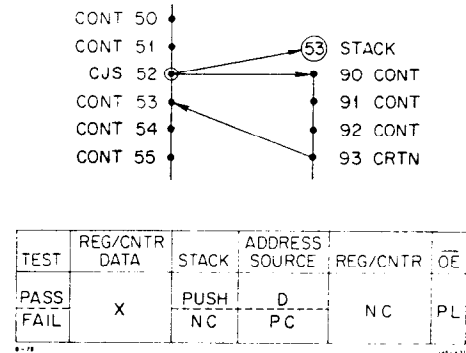 CONT 50
CONT 51
53 STACK
CJS 52
90 CONT
CONT 53
91 CONT
CONT 54
92 CONT
CONT 55
93 CRTN
TEST REG/CNTR DATA STACK ADDRESS SOURCE REG/CNTR OE
PASS X PUSH D NC PL
FAIL NC PC